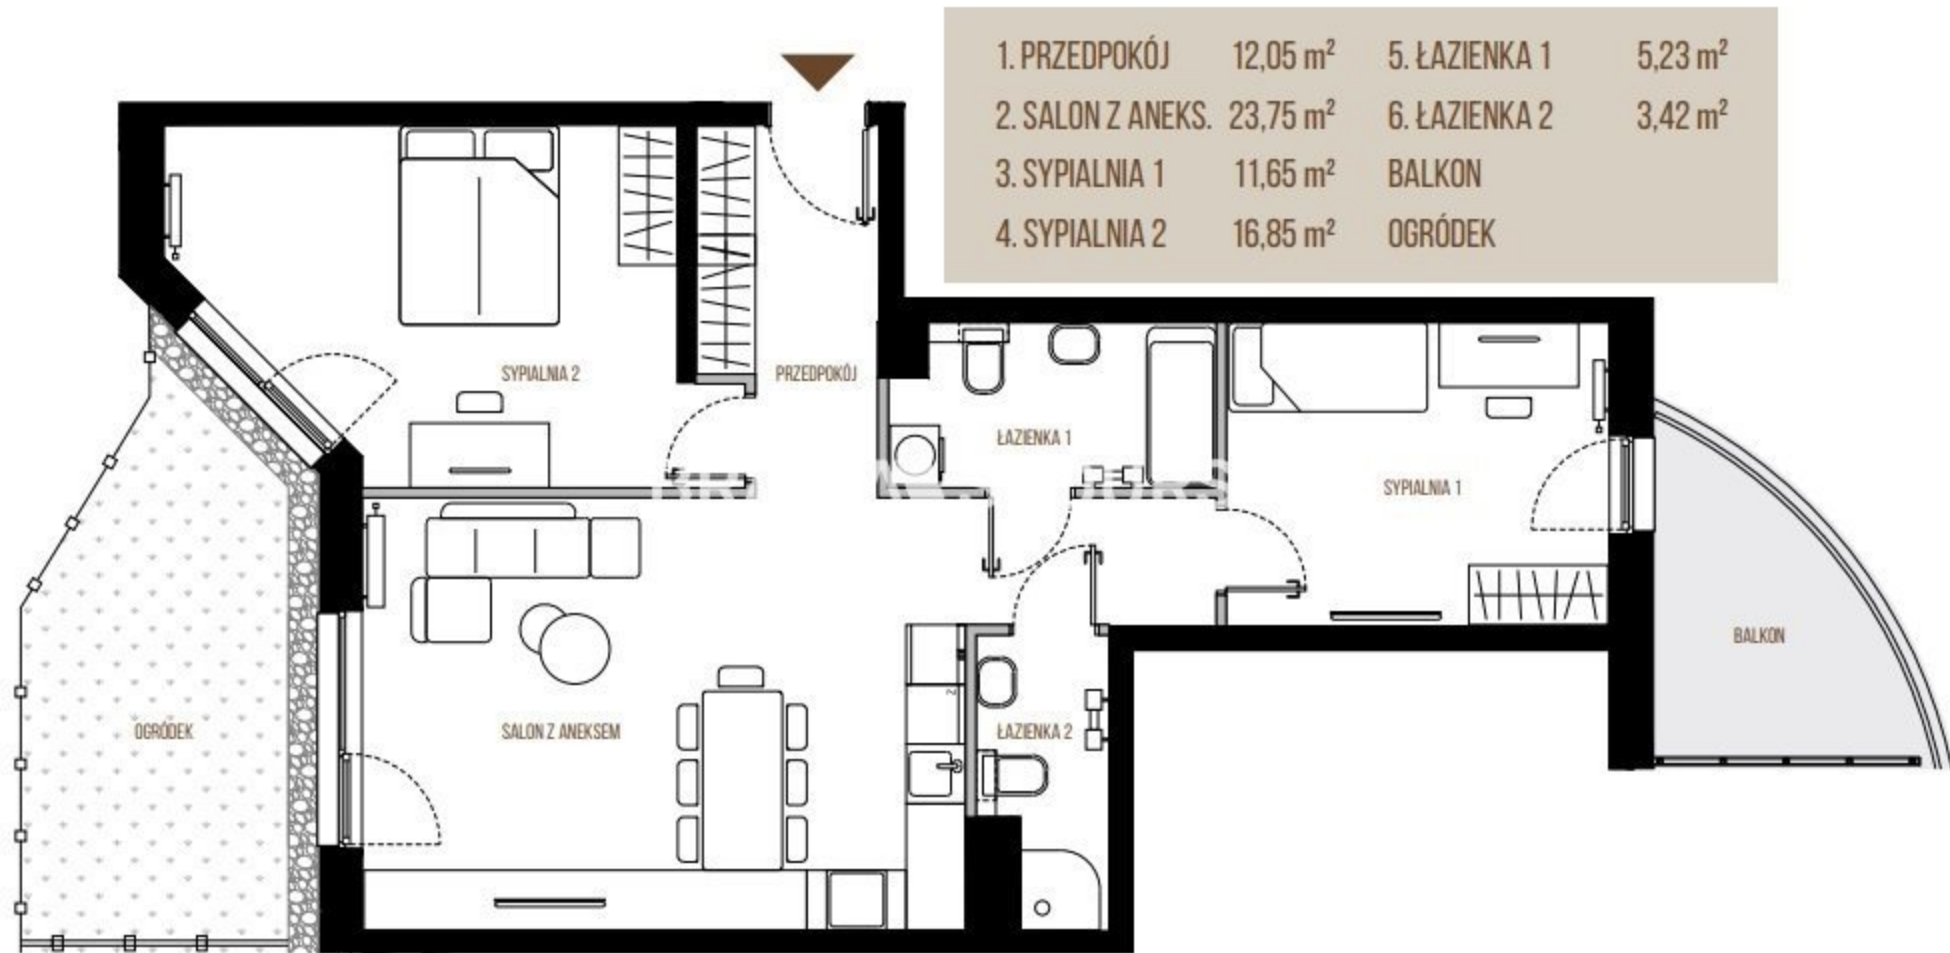 1. PRZEDPOKÓJ 12,05 m² 5. ŁAZIENKA 1 5,23 m²
2. SALON Z ANEKS. 23,75 m² 6. ŁAZIENKA 2 3,42 m²
3. SYPIALNIA 1 11,65 m² BALKON
4. SYPIALNIA 2 16,85 m² OGRÓDEK
SYPIALNIA 2
PRZEDPOKÓJ
ŁAZIENKA 1
SYPIALNIA 1
BALKON
OGRÓDEK
SALON Z ANEKSEM
ŁAZIENKA 2